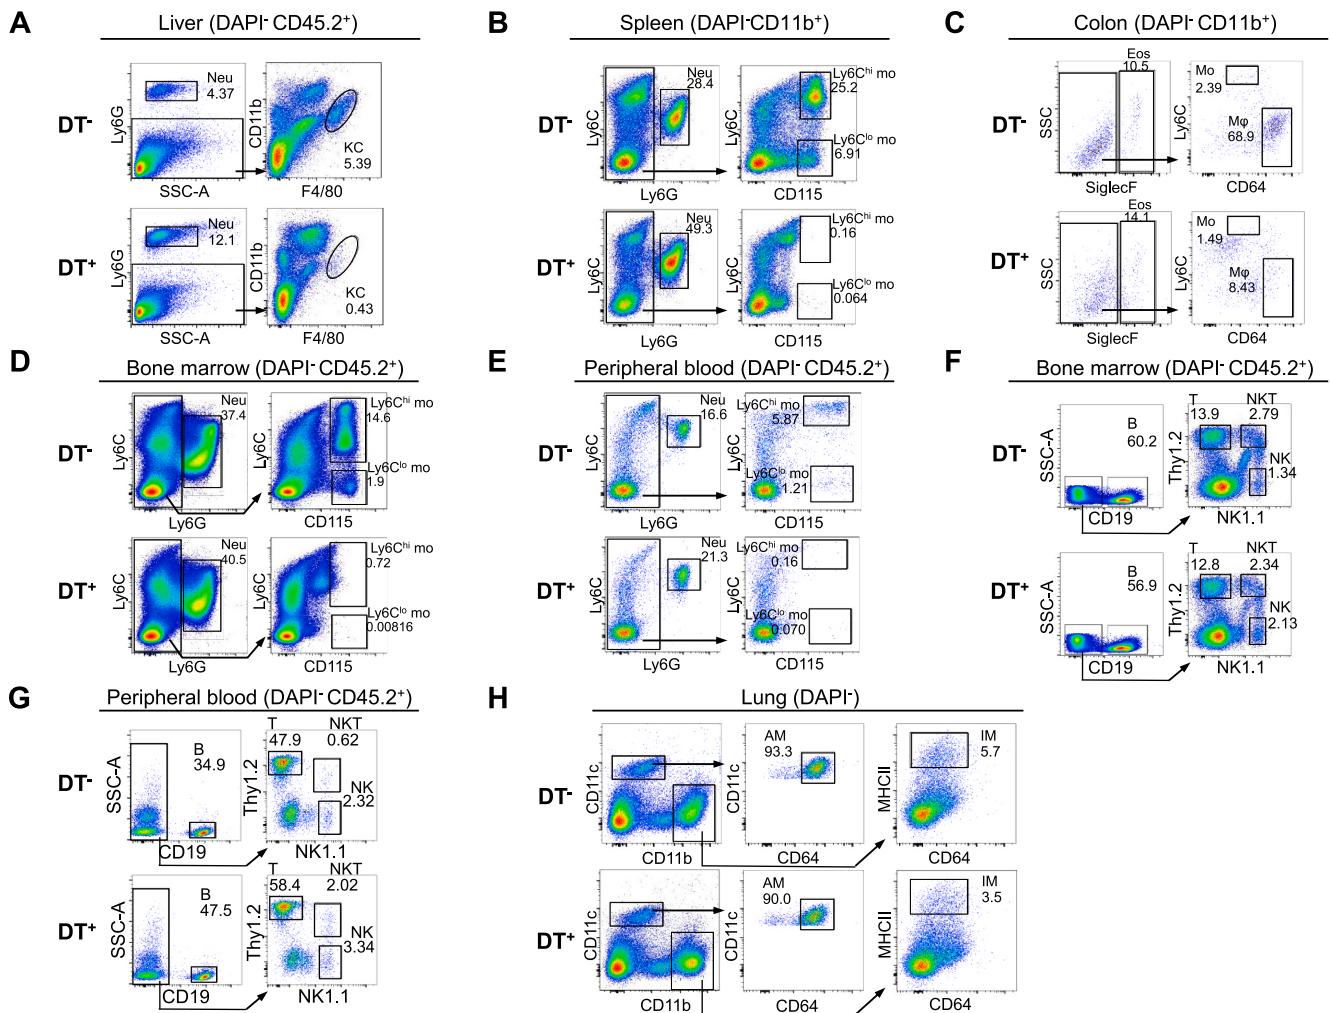 A
Liver (DAPI⁻ CD45.2⁺)
DT⁻
Ly6G
Neu
4.37
SSC-A
CD11b
KC
5.39
F4/80
DT⁺
Ly6G
Neu
12.1
SSC-A
CD11b
KC
0.43
F4/80
B
Spleen (DAPI⁻CD11b⁺)
DT⁻
Ly6C
Neu
28.4
Ly6G
Ly6C
Ly6Cʰⁱ mo
25.2
Ly6Cˡᵒ mo
6.91
CD115
DT⁺
Ly6C
Neu
49.3
Ly6G
Ly6C
Ly6Cʰⁱ mo
0.16
Ly6Cˡᵒ mo
0.064
CD115
C
Colon (DAPI⁻CD11b⁺)
DT⁻
SSC
Eos
10.5
SiglecF
Ly6C
Mo
2.39
Mφ
68.9
CD64
DT⁺
SSC
Eos
14.1
SiglecF
Ly6C
Mo
1.49
Mφ
8.43
CD64
D
Bone marrow (DAPI⁻ CD45.2⁺)
DT⁻
Ly6C
Neu
37.4
Ly6G
Ly6C
Ly6Cʰⁱ mo
14.6
Ly6Cˡᵒ mo
1.9
CD115
DT⁺
Ly6C
Neu
40.5
Ly6G
Ly6C
Ly6Cʰⁱ mo
0.72
Ly6Cˡᵒ mo
0.00816
CD115
E
Peripheral blood (DAPI⁻ CD45.2⁺)
DT⁻
Ly6C
Neu
16.6
Ly6G
Ly6C
Ly6Cʰⁱ mo
5.87
Ly6Cˡᵒ mo
1.21
CD115
DT⁺
Ly6C
Neu
21.3
Ly6G
Ly6C
Ly6Cʰⁱ mo
0.16
Ly6Cˡᵒ mo
0.070
CD115
F
Bone marrow (DAPI⁻ CD45.2⁺)
DT⁻
SSC-A
B
60.2
CD19
Thy1.2
T
13.9
NKT
2.79
NK
1.34
NK1.1
DT⁺
SSC-A
B
56.9
CD19
Thy1.2
T
12.8
NKT
2.34
NK
2.13
NK1.1
G
Peripheral blood (DAPI⁻ CD45.2⁺)
DT⁻
SSC-A
B
34.9
CD19
Thy1.2
T
47.9
NKT
0.62
NK
2.32
NK1.1
DT⁺
SSC-A
B
47.5
CD19
Thy1.2
T
58.4
NKT
2.02
NK
3.34
NK1.1
H
Lung (DAPI⁻)
DT⁻
CD11c
CD11b
CD11c
AM
93.3
CD64
MHCII
IM
5.7
CD64
DT⁺
CD11c
CD11b
CD11c
AM
90.0
CD64
MHCII
IM
3.5
CD64